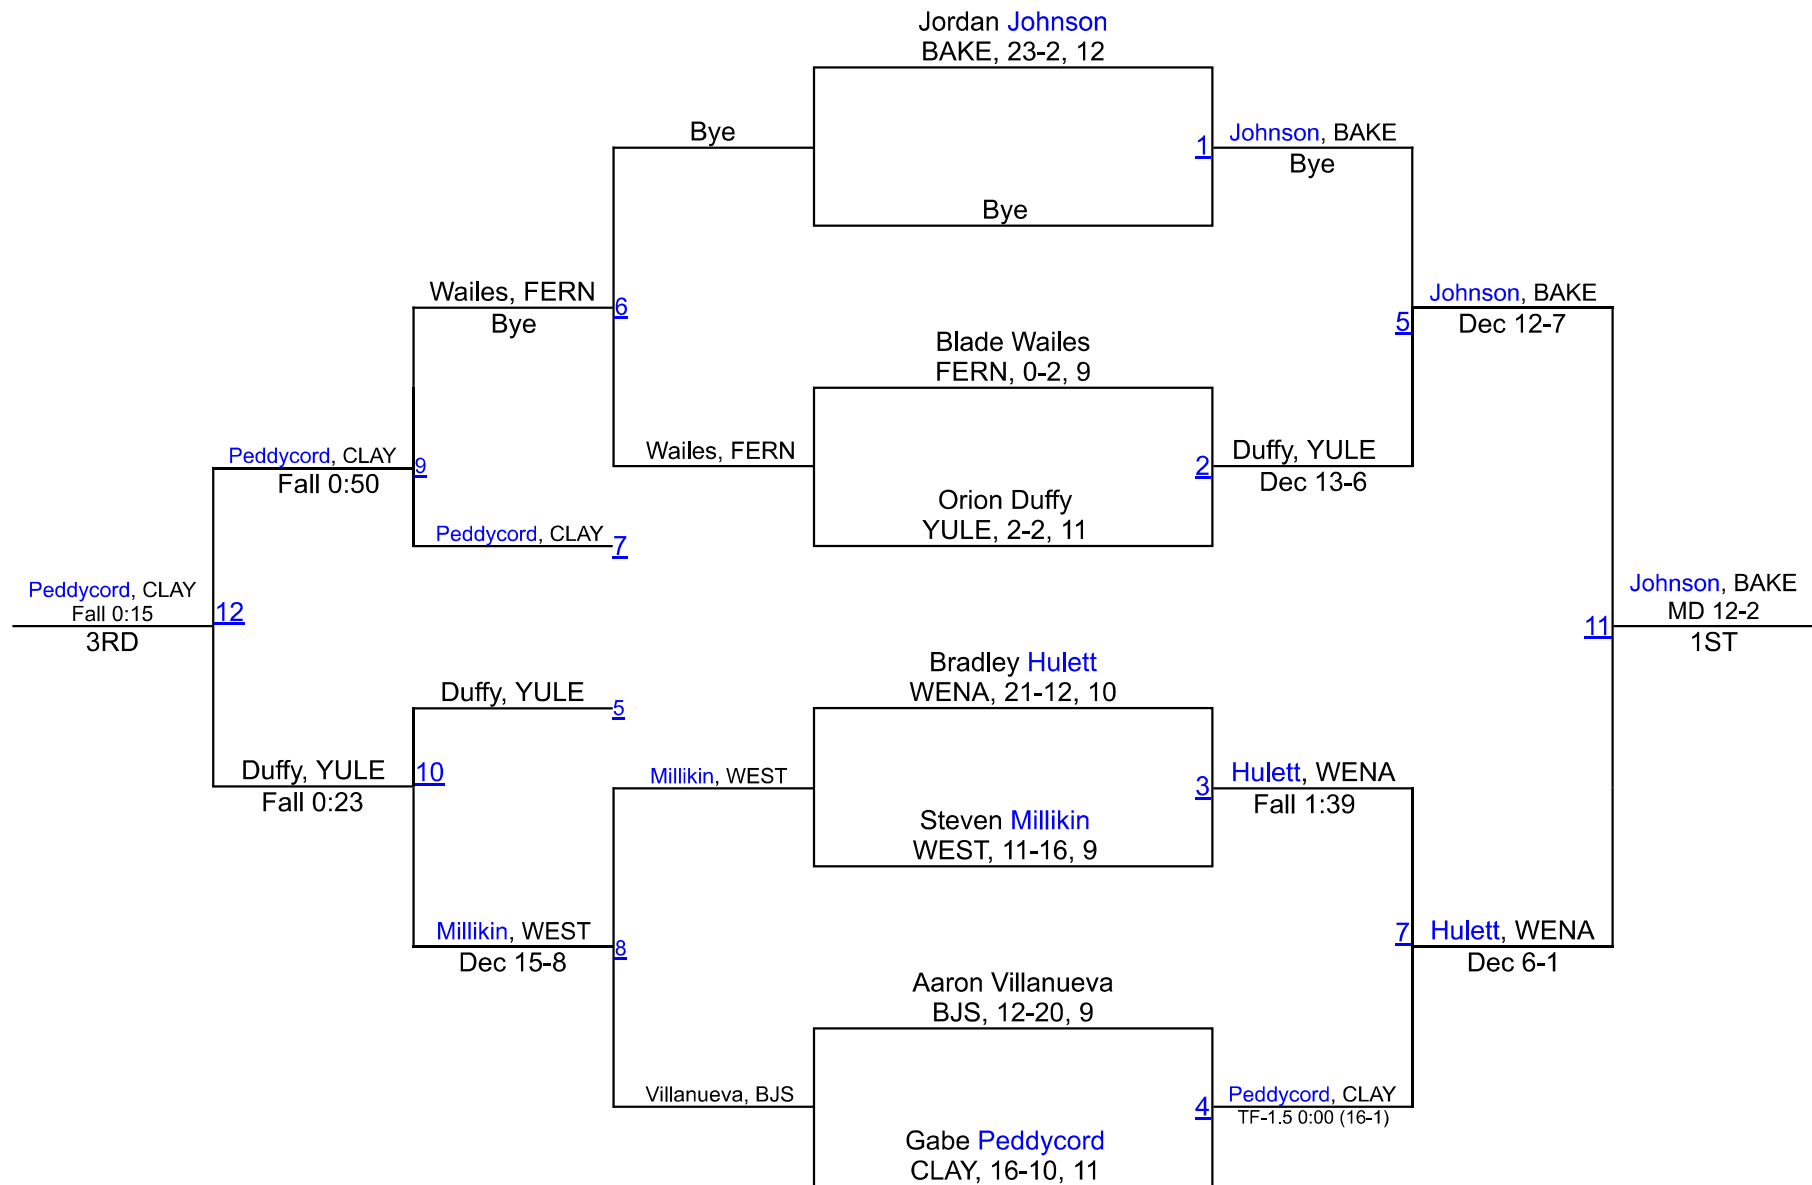 Jordan Johnson
BAKE, 23-2, 12
Bye
1
Johnson, BAKE
Bye
Bye
Wailes, FERN
Bye
6
Johnson, BAKE
Dec 12-7
5
Blade Wailes
FERN, 0-2, 9
Peddycord, CLAY
Fall 0:50
9
Wailes, FERN
2
Duffy, YULE
Dec 13-6
Orion Duffy
YULE, 2-2, 11
Peddycord, CLAY
7
Peddycord, CLAY
Fall 0:15
3RD
12
Johnson, BAKE
MD 12-2
1ST
11
Bradley Hulett
WENA, 21-12, 10
Duffy, YULE
5
Duffy, YULE
Fall 0:23
10
Millikin, WEST
3
Hulett, WENA
Fall 1:39
Steven Millikin
WEST, 11-16, 9
Millikin, WEST
Dec 15-8
8
7
Hulett, WENA
Dec 6-1
Aaron Villanueva
BJS, 12-20, 9
Villanueva, BJS
4
Peddycord, CLAY
TF-1.5 0:00 (16-1)
Gabe Peddycord
CLAY, 16-10, 11